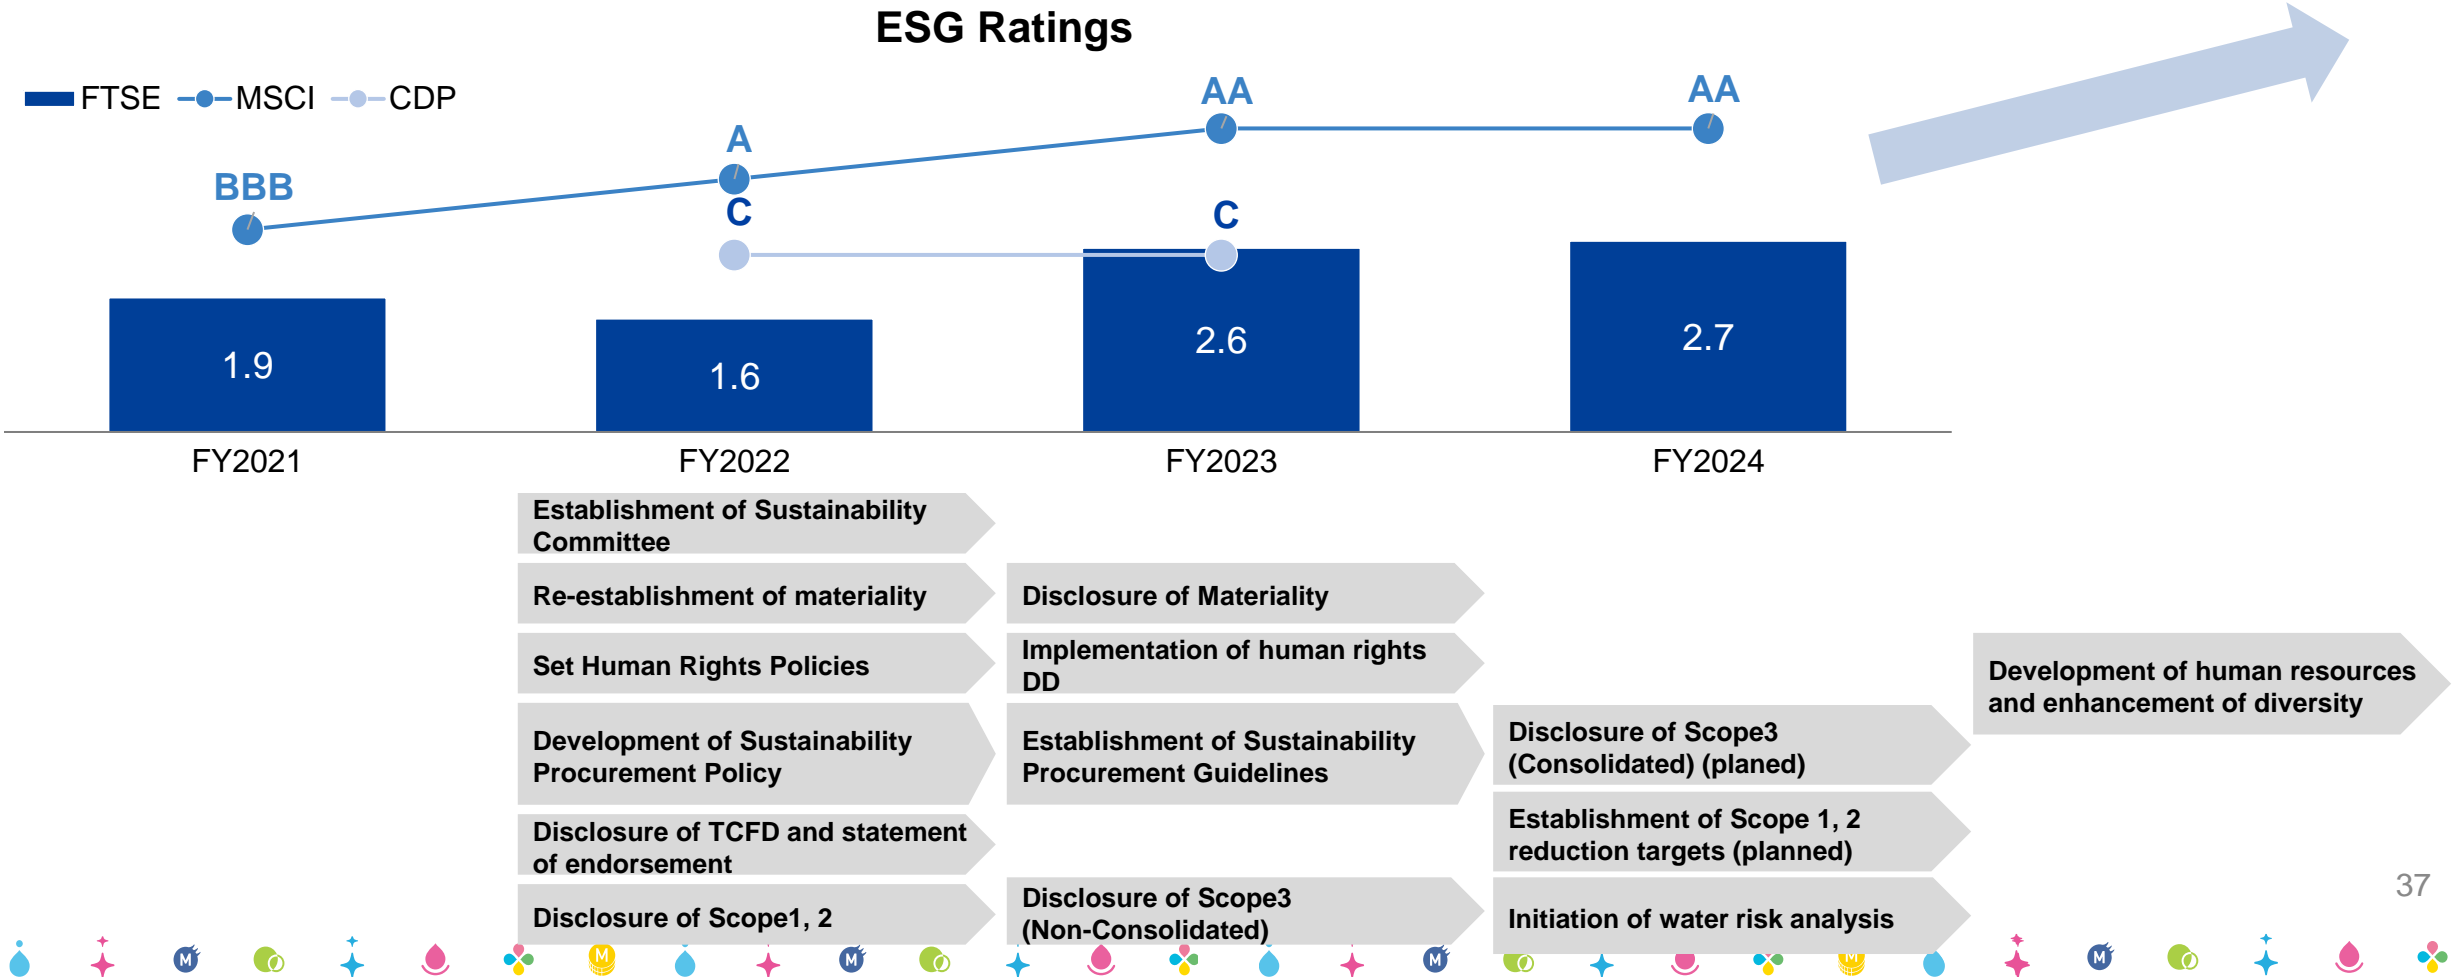 ESG Ratings
FTSE MSCI CDP
BBB
A
AA
AA
C
C
1.9
1.6
2.6
2.7
FY2021
FY2022
FY2023
FY2024
Establishment of Sustainability
Committee
Re-establishment of materiality
Set Human Rights Policies
Development of Sustainability
Procurement Policy
Disclosure of TCFD and statement
of endorsement
Disclosure of Scope1, 2
Disclosure of Materiality
Implementation of human rights
DD
Establishment of Sustainability
Procurement Guidelines
Disclosure of Scope3
(Non-Consolidated)
Disclosure of Scope3
(Consolidated) (planed)
Establishment of Scope 1, 2
reduction targets (planned)
Initiation of water risk analysis
Development of human resources
and enhancement of diversity
37
M
M
M
M
M
M